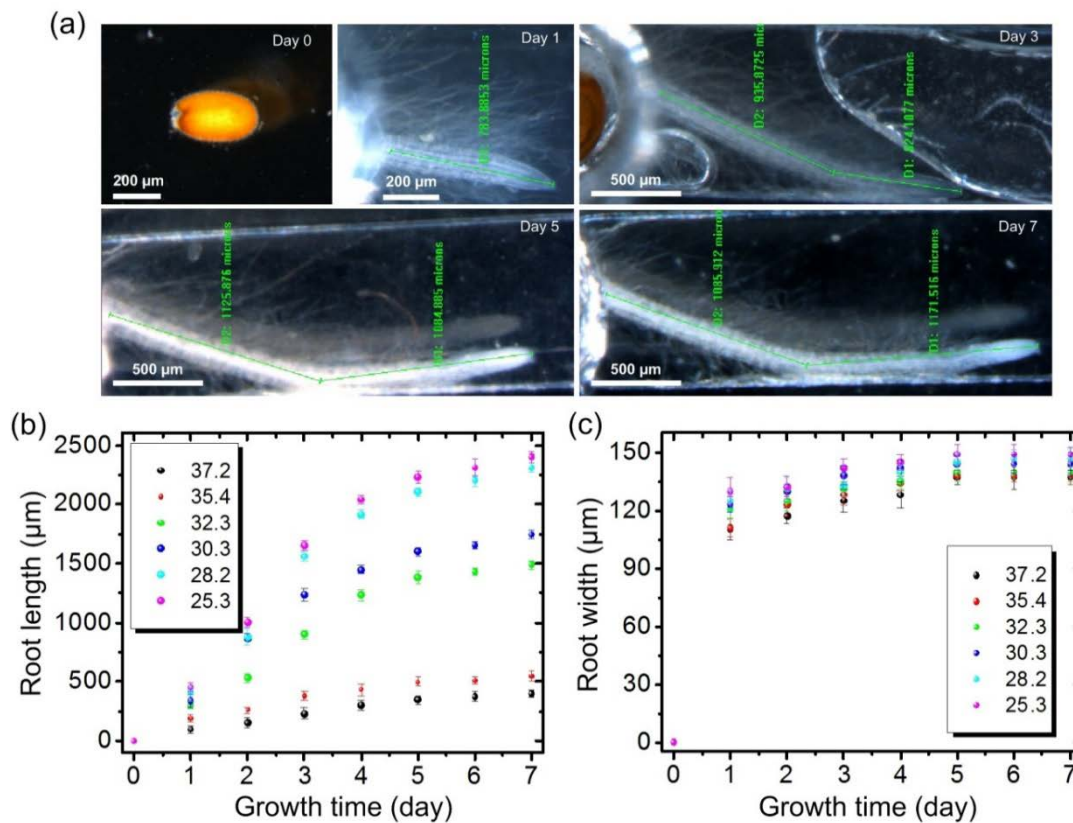 (a)
Day 0
200 µm
Day 1
D1: 783.8853 microns
200 µm
Day 3
D2: 935.0725 mic
D1: 824.1077 microns
500 µm
Day 5
D2: 1125.876 microns
D1: 1084.885 microns
500 µm
Day 7
D2: 1085.912 microns
D1: 1171.516 microns
500 µm
(b)
Root length (µm)
2500
2000
1500
1000
500
0
37.2
35.4
32.3
30.3
28.2
25.3
0 1 2 3 4 5 6 7
Growth time (day)
(c)
Root width (µm)
150
120
90
60
30
0
37.2
35.4
32.3
30.3
28.2
25.3
0 1 2 3 4 5 6 7
Growth time (day)